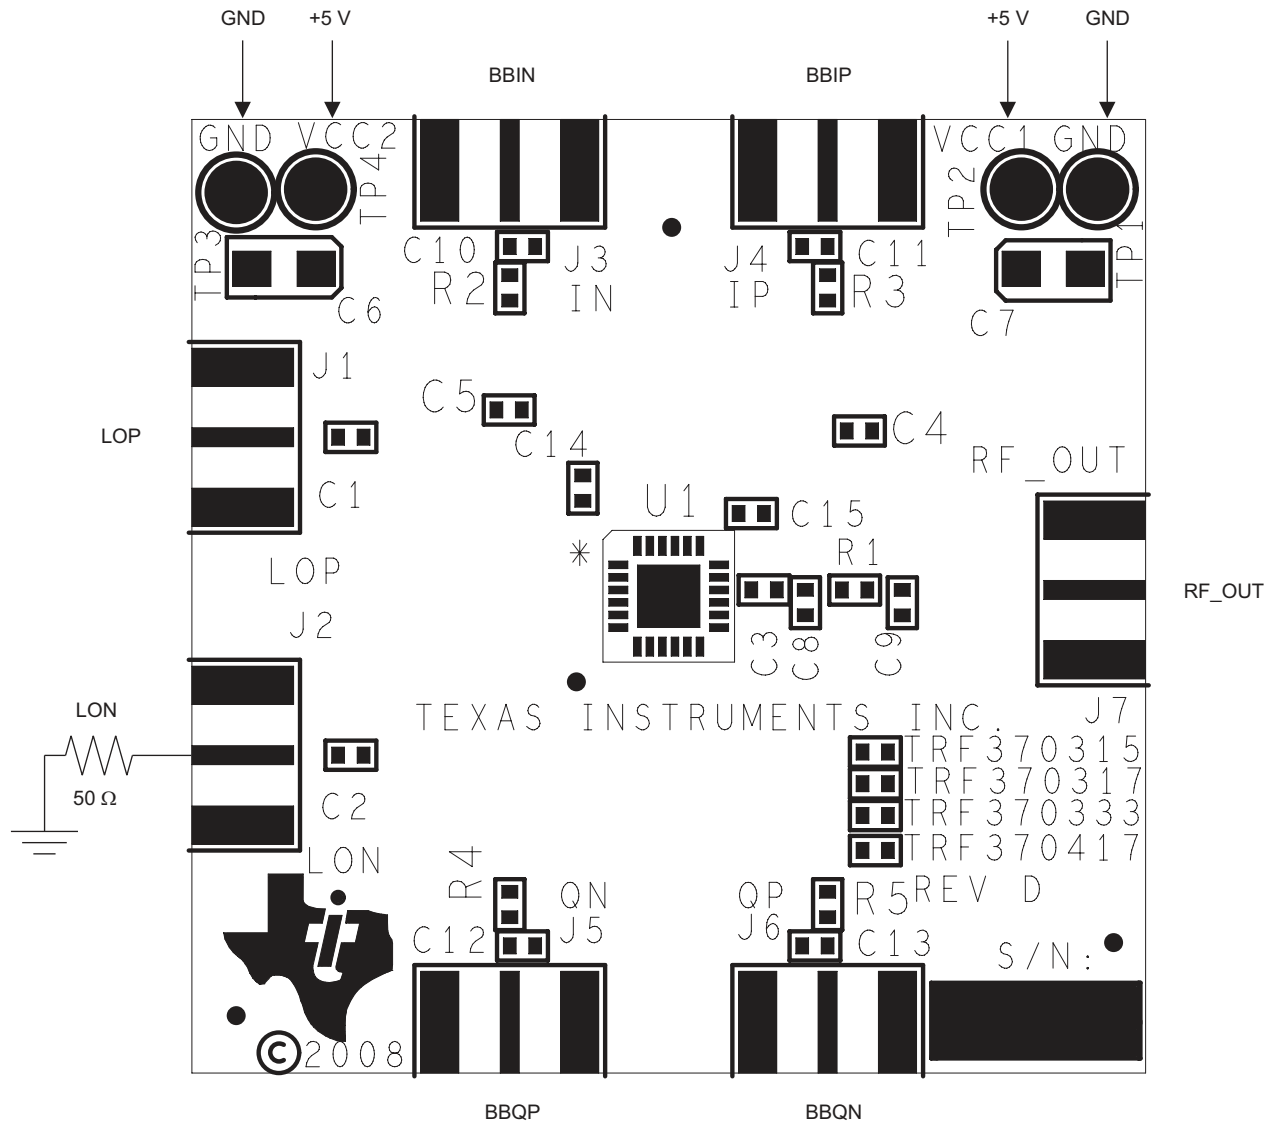 GND
+5 V
+5 V
GND
BBIN
BBIP
GND VCC2
VCC1 GND
TP4
TP2
TP3
TP1
C10
J3
J4
C11
R2
IN
IP
R3
C6
C7
J1
C5
C4
LOP
C14
RF_OUT
C1
U1
C15
*
R1
LOP
RF_OUT
J2
C3
C8
C9
LON
TEXAS INSTRUMENTS INC.
J7
TRF370315
TRF370317
50 Ω
C2
TRF370333
TRF370417
LON
R4
QN
QP
R5
REV D
J5
J6
C12
C13
S/N:
©2008
BBQP
BBQN